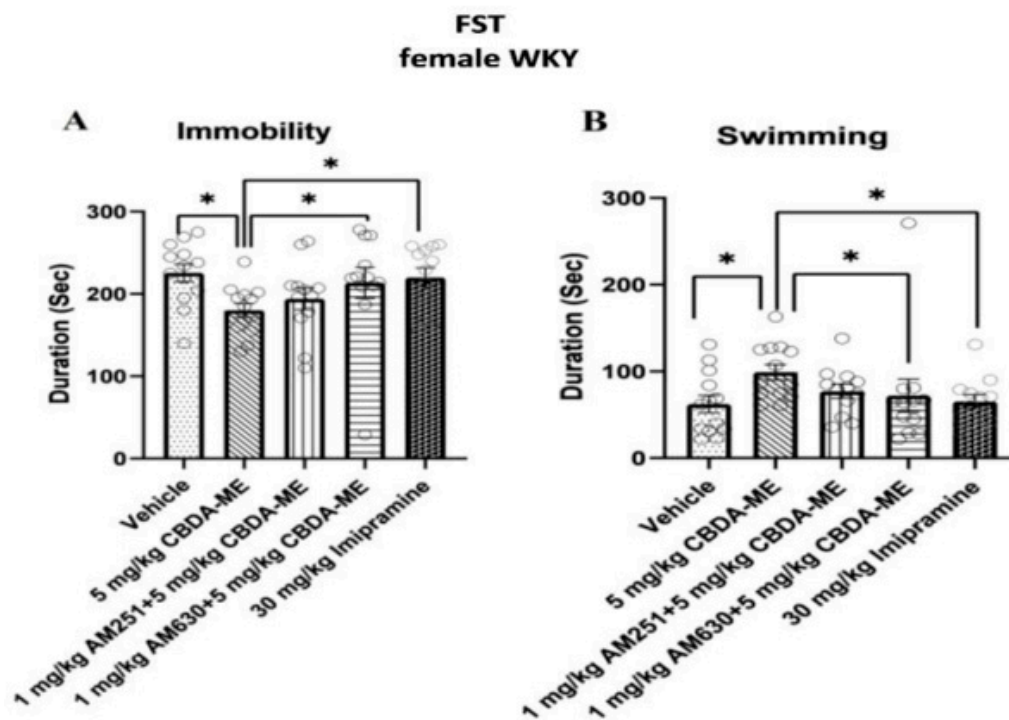 FST
female WKY
A
Immobility
*
*
*
Duration (Sec)
300
200
100
0
Vehicle
5 mg/kg CBDA-ME
1 mg/kg AM251+5 mg/kg CBDA-ME
1 mg/kg AM630+5 mg/kg CBDA-ME
30 mg/kg Imipramine
B
Swimming
*
*
*
Duration (Sec)
300
200
100
0
Vehicle
5 mg/kg CBDA-ME
1 mg/kg AM251+5 mg/kg CBDA-ME
1 mg/kg AM630+5 mg/kg CBDA-ME
30 mg/kg Imipramine